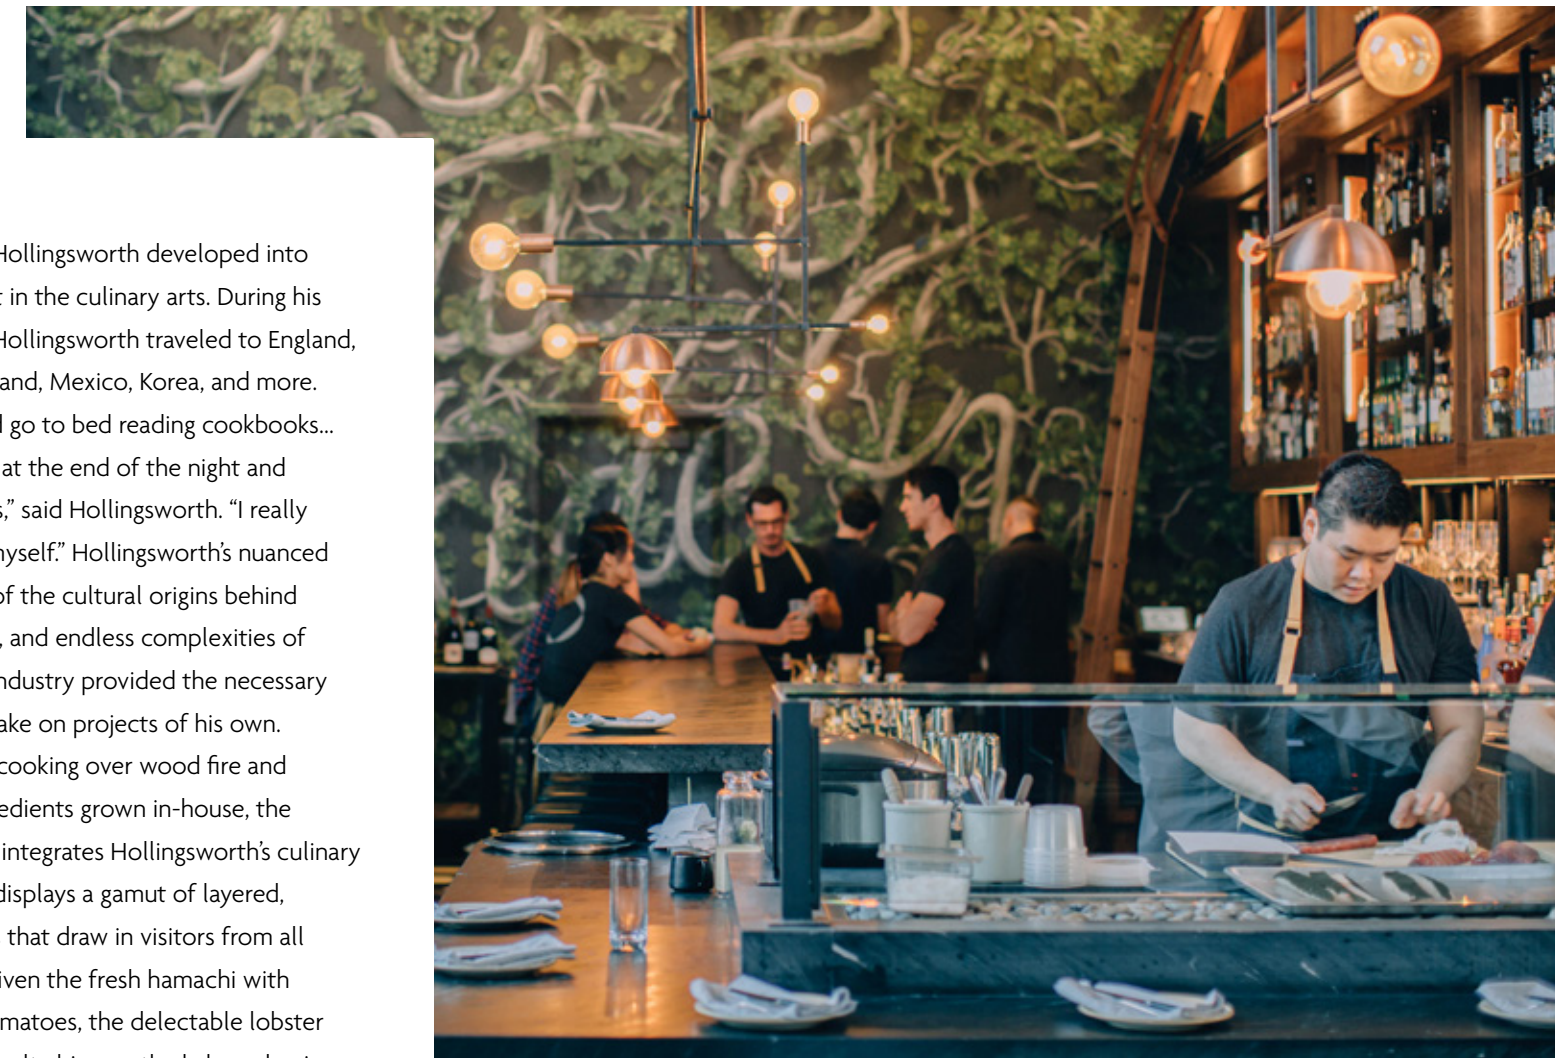 Hollingsworth developed into
in the culinary arts. During his
Hollingsworth traveled to England,
and, Mexico, Korea, and more.
go to bed reading cookbooks...
at the end of the night and
,” said Hollingsworth. “I really
myself.” Hollingsworth’s nuanced
of the cultural origins behind
, and endless complexities of
industry provided the necessary
ake on projects of his own.
cooking over wood fire and
edients grown in-house, the
integrates Hollingsworth’s culinary
displays a gamut of layered,
that draw in visitors from all
iven the fresh hamachi with
matoes, the delectable lobster